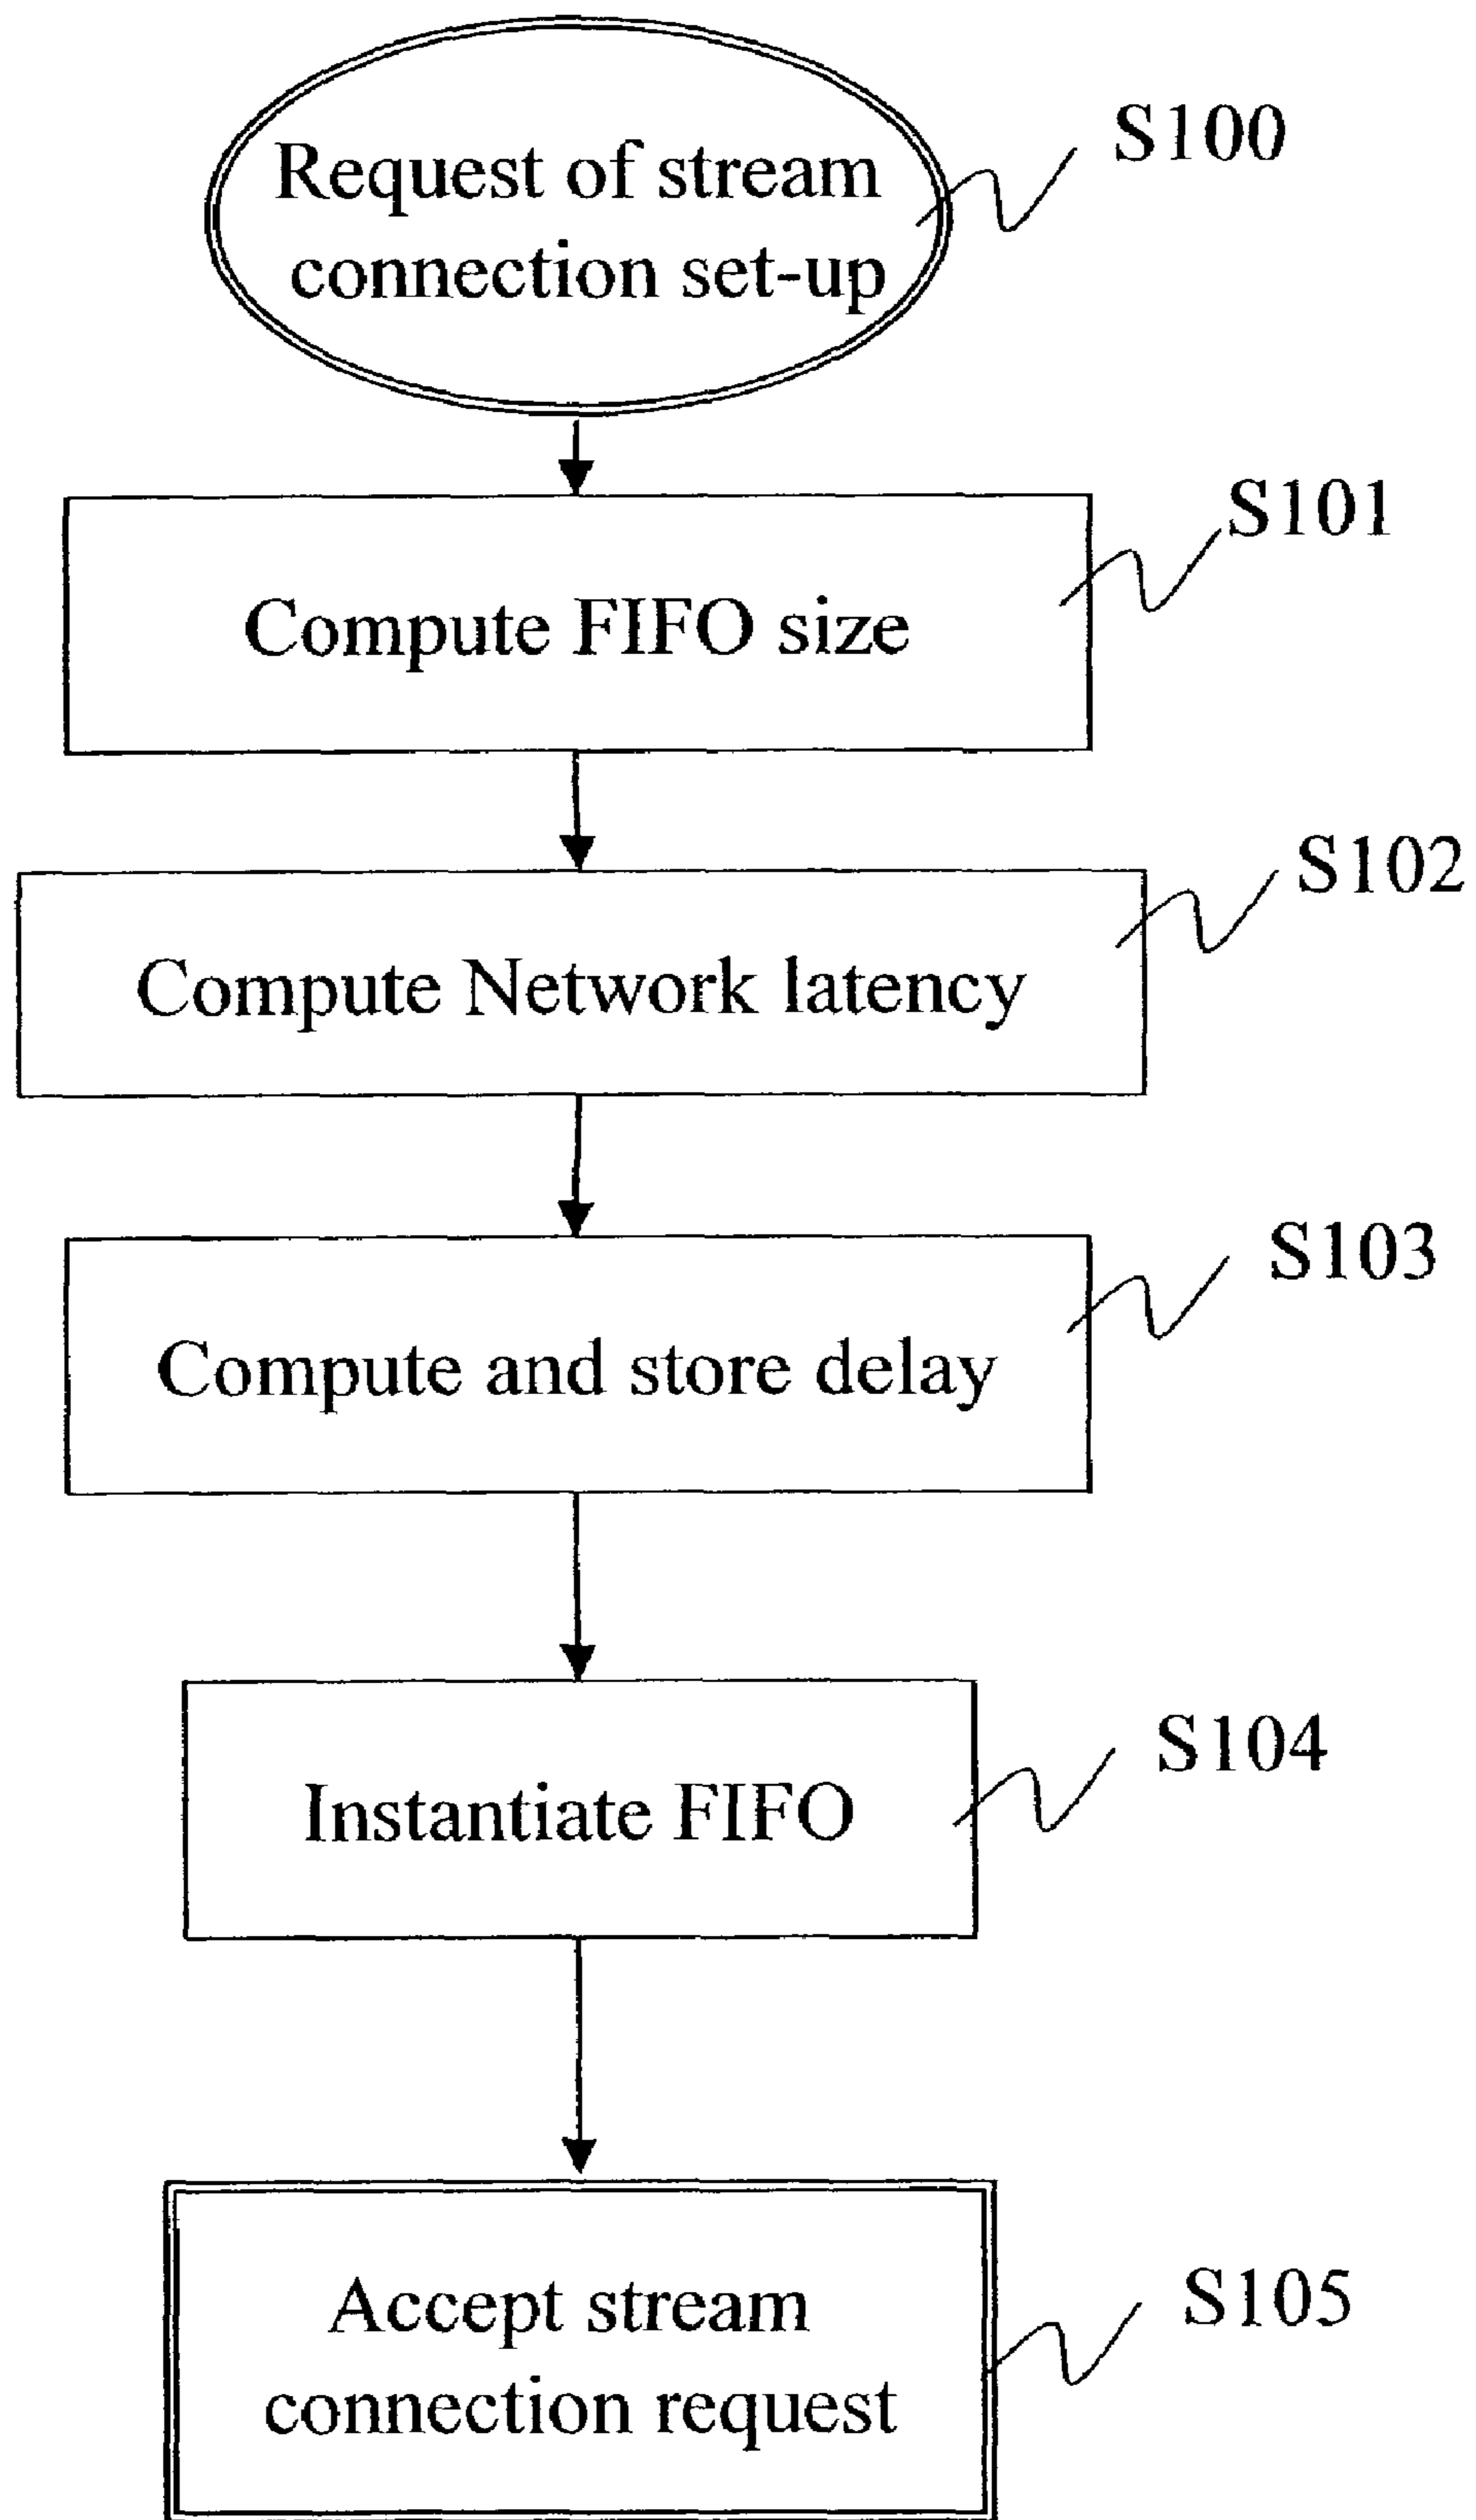 Request of stream
connection set-up
S100
Compute FIFO size
S101
Compute Network latency
S102
Compute and store delay
S103
Instantiate FIFO
S104
Accept stream
connection request
S105